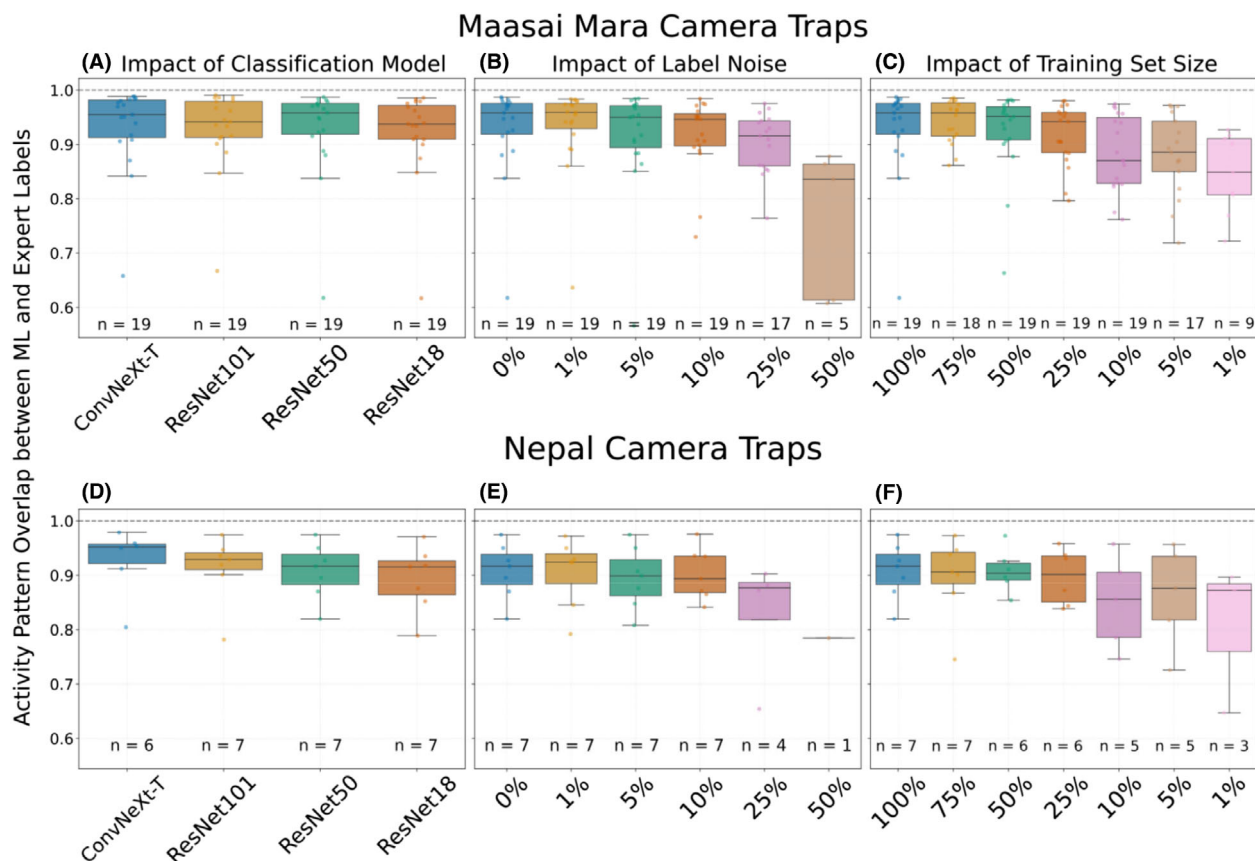 Maasai Mara Camera Traps
(A) Impact of Classification Model
(B) Impact of Label Noise
(C) Impact of Training Set Size
Activity Pattern Overlap between ML and Expert Labels
1.0
0.9
0.8
0.7
0.6
n = 19 n = 19 n = 19 n = 19
ConvNeXt-T ResNet101 ResNet50 ResNet18
n = 19 n = 19 n = 19 n = 19 n = 17 n = 5
0% 1% 5% 10% 25% 50%
n = 19 n = 18 n = 19 n = 19 n = 19 n = 17 n = 9
100% 75% 50% 25% 10% 5% 1%
Nepal Camera Traps
(D)
(E)
(F)
1.0
0.9
0.8
0.7
0.6
n = 6 n = 7 n = 7 n = 7
ConvNeXt-T ResNet101 ResNet50 ResNet18
n = 7 n = 7 n = 7 n = 7 n = 4 n = 1
0% 1% 5% 10% 25% 50%
n = 7 n = 7 n = 6 n = 6 n = 5 n = 5 n = 3
100% 75% 50% 25% 10% 5% 1%